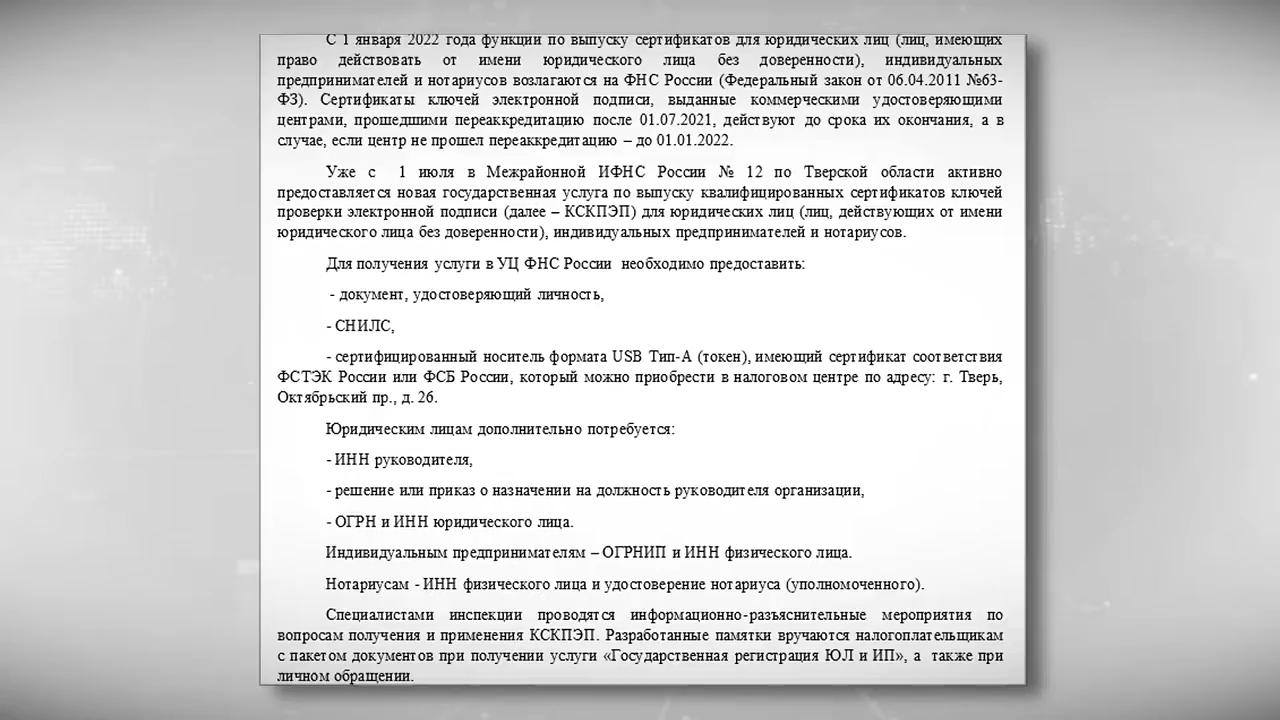 С 1 января 2022 года функции по выпуску сертификатов для юридических лиц (лиц, имеющих
право действовать от имени юридического лица без доверенности), индивидуальных
предпринимателей и нотариусов возлагаются на ФНС России (Федеральный закон от 06.04.2011 №63-
ФЗ). Сертификаты ключей электронной подписи, выданные коммерческими удостоверяющими
центрами, прошедшими переаккредитацию после 01.07.2021, действуют до срока их окончания, а в
случае, если центр не прошел переаккредитацию – до 01.01.2022.
Уже с 1 июля в Межрайонной ИФНС России № 12 по Тверской области активно
предоставляется новая государственная услуга по выпуску квалифицированных сертификатов ключей
проверки электронной подписи (далее – КСКПЭП) для юридических лиц (лиц, действующих от имени
юридического лица без доверенности), индивидуальных предпринимателей и нотариусов.
Для получения услуги в УЦ ФНС России необходимо предоставить:
- документ, удостоверяющий личность,
- СНИЛС,
- сертифицированный носитель формата USB Тип-А (токен), имеющий сертификат соответствия
ФСТЭК России или ФСБ России, который можно приобрести в налоговом центре по адресу: г. Тверь,
Октябрьский пр., д. 26.
Юридическим лицам дополнительно потребуется:
- ИНН руководителя,
- решение или приказ о назначении на должность руководителя организации,
- ОГРН и ИНН юридического лица.
Индивидуальным предпринимателям – ОГРНИП и ИНН физического лица.
Нотариусам - ИНН физического лица и удостоверение нотариуса (уполномоченного).
Специалистами инспекции проводятся информационно-разъяснительные мероприятия по
вопросам получения и применения КСКПЭП. Разработанные памятки вручаются налогоплательщикам
с пакетом документов при получении услуги «Государственная регистрация ЮЛ и ИП», а также при
личном обращении.